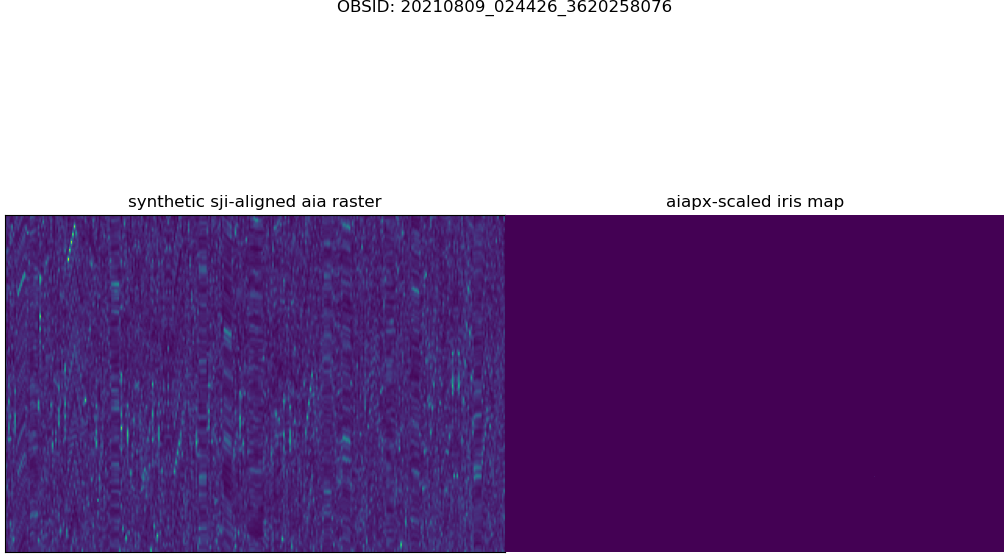 OBSID: 20210809_024426_3620258076
synthetic sji-aligned aia raster
aiapx-scaled iris map